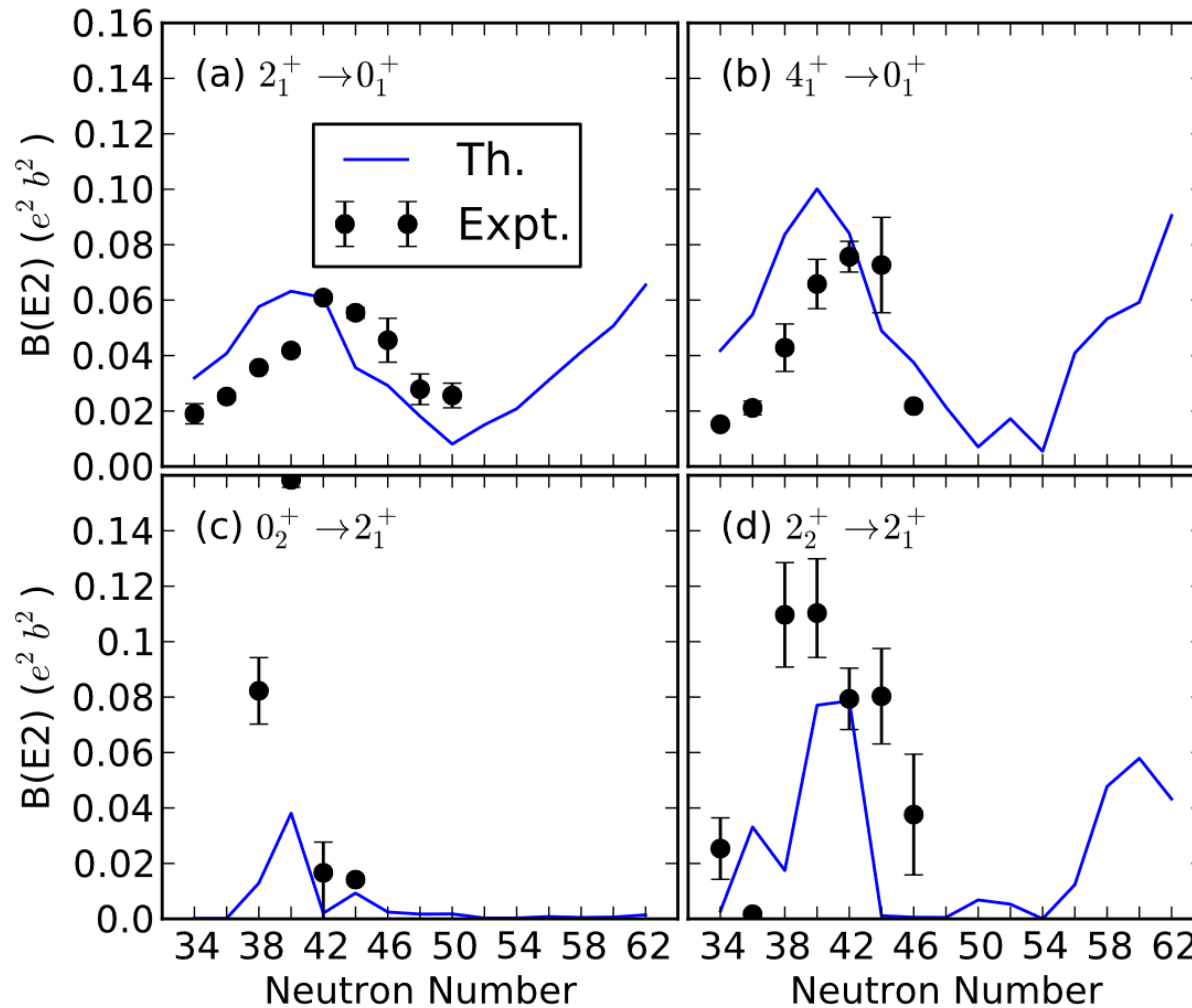 0.16
0.14
0.12
0.10
0.08
0.06
0.04
0.02
0.00
B(E2) (e² b²)
(a) 2₁⁺ →0₁⁺
Th.
Expt.
(b) 4₁⁺ →0₁⁺
0.14
0.12
0.1
0.08
0.06
0.04
0.02
0.0
B(E2) (e² b²)
(c) 0₂⁺ →2₁⁺
(d) 2₂⁺ →2₁⁺
34 38 42 46 50 54 58 62
34 38 42 46 50 54 58 62
Neutron Number
Neutron Number